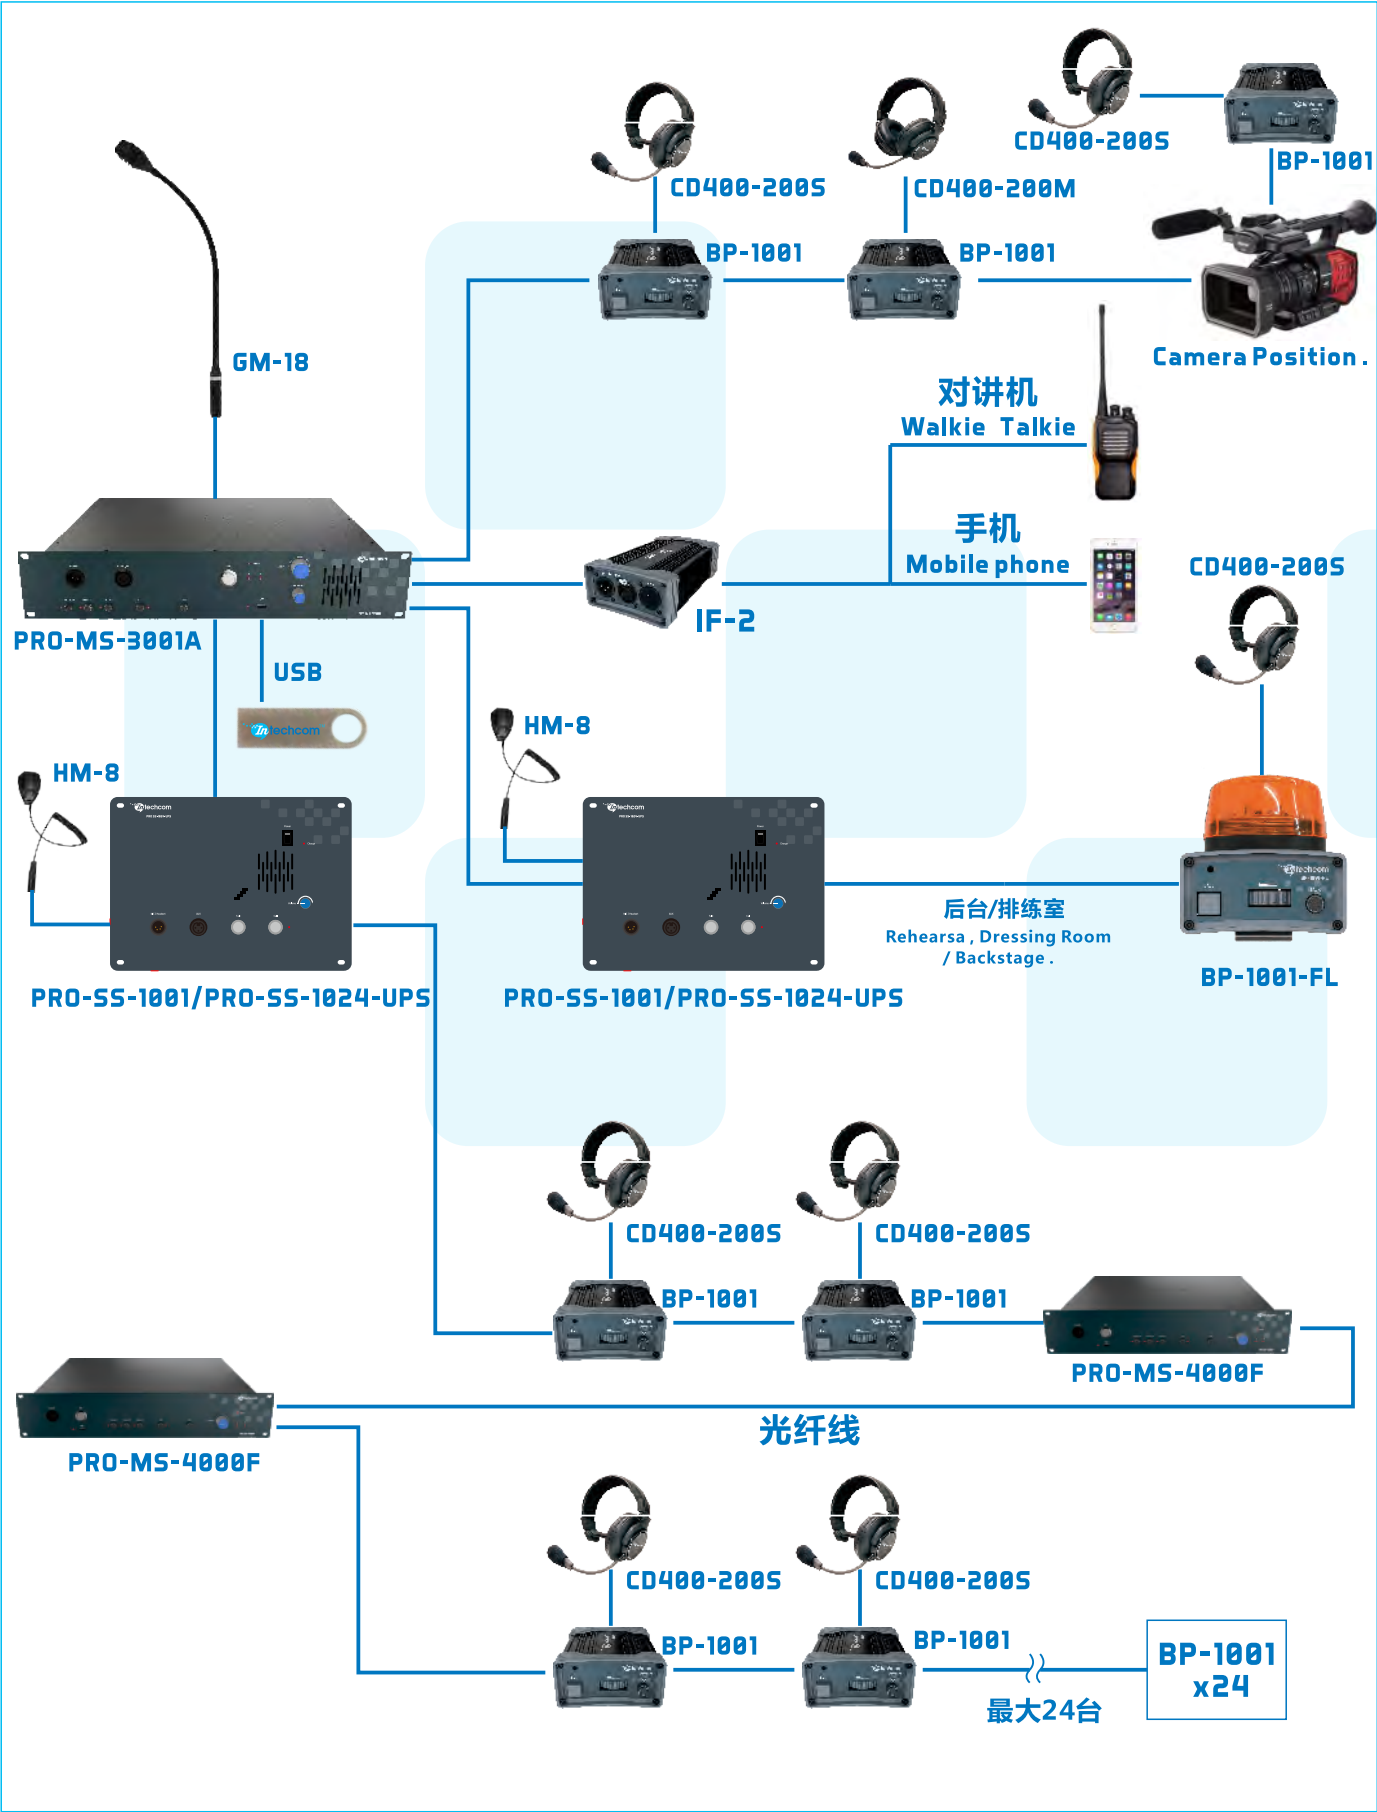 CD400-200S
BP-1001
CD400-200S
CD400-200M
BP-1001
BP-1001
GM-18
Camera Position .
对讲机
Walkie Talkie
手机
Mobile phone
CD400-200S
IF-2
PRO-MS-3001A
USB
Intechcom
HM-8
HM-8
Intechcom
Intechcom
Intechcom
后台/排练室
Rehearsa , Dressing Room
/ Backstage .
BP-1001-FL
PRO-SS-1001/PRO-SS-1024-UPS
PRO-SS-1001/PRO-SS-1024-UPS
CD400-200S
CD400-200S
BP-1001
BP-1001
PRO-MS-4000F
光纤线
PRO-MS-4000F
CD400-200S
CD400-200S
BP-1001
BP-1001
BP-1001
x24
最大24台